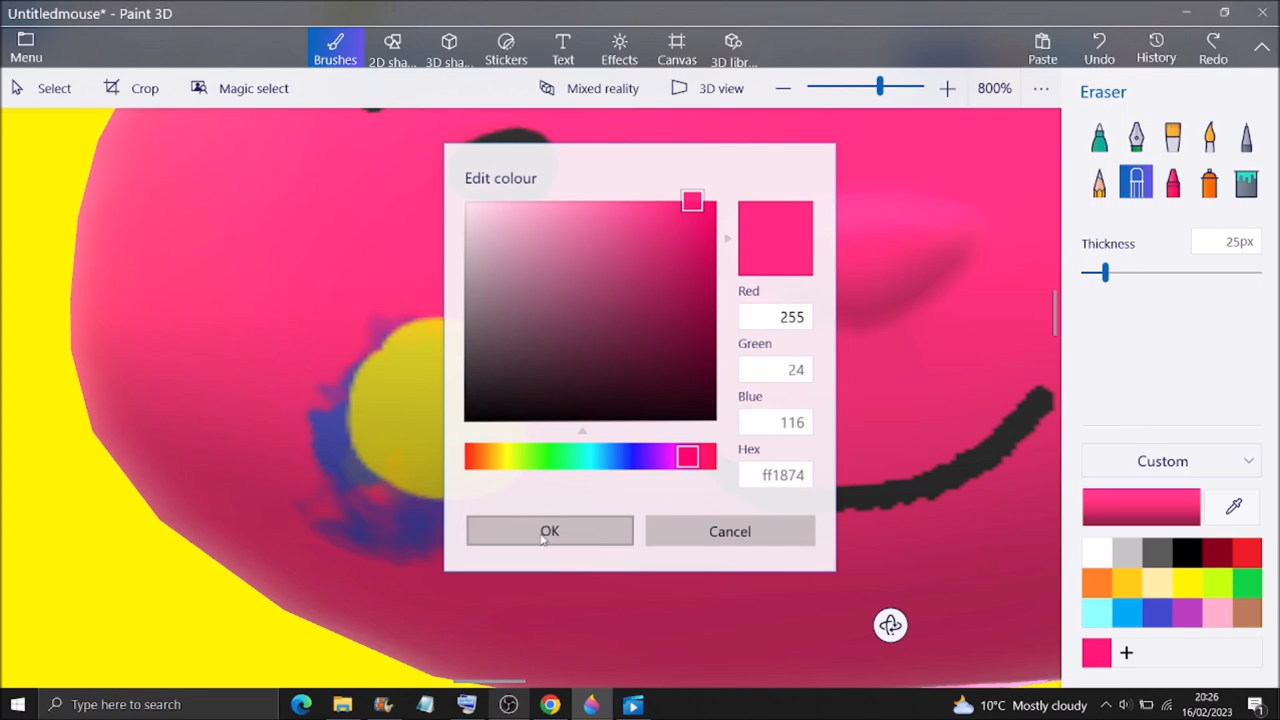 Untitledmouse* - Paint 3D
Menu
Brushes
2D sha...
3D sha...
Stickers
Text
Effects
Canvas
3D libr...
Paste
Undo
History
Redo
Select
Crop
Magic select
Mixed reality
3D view
800%
Eraser
Thickness
25px
Custom
Edit colour
Red
255
Green
24
Blue
116
Hex
ff1874
OK
Cancel
Type here to search
10°C Mostly cloudy
20:26
16/02/2023
1